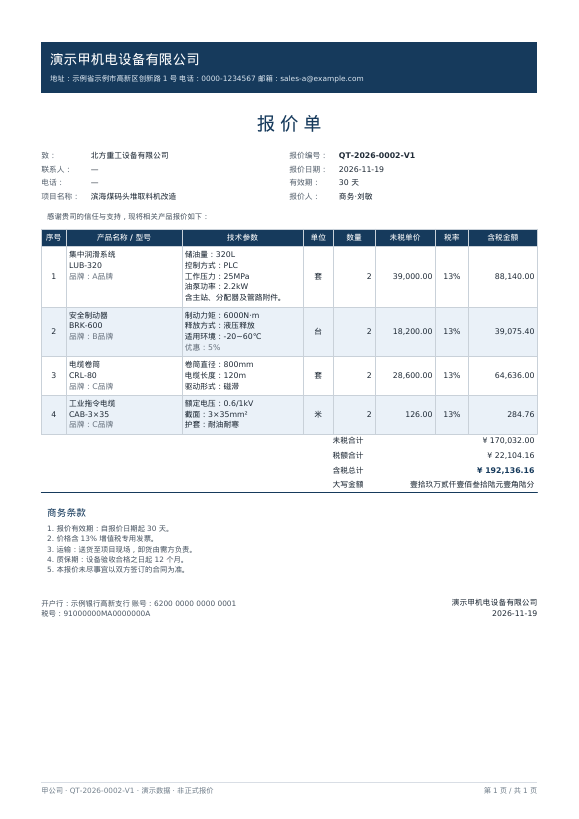 演示甲机电设备有限公司
地址：示例省示例市高新区创新路 1 号 电话：0000-1234567 邮箱：sales-a@example.com
报 价 单
致： 北方重工设备有限公司 报价编号： QT-2026-0002-V1
联系人： — 报价日期： 2026-11-19
电话： — 有效期： 30 天
项目名称： 滨海煤码头堆取料机改造 报价人： 商务·刘敏
感谢贵司的信任与支持，现将相关产品报价如下：
序号 产品名称 / 型号 技术参数 单位 数量 未税单价 税率 含税金额
1 集中润滑系统 LUB-320 品牌：A品牌 储油量：320L 控制方式：PLC 工作压力：25MPa 油泵功率：2.2kW 含主站、分配器及管路附件。 套 2 39,000.00 13% 88,140.00
2 安全制动器 BRK-600 品牌：B品牌 制动力矩：6000N·m 释放方式：液压释放 适用环境：-20~60℃ 优惠：5% 台 2 18,200.00 13% 39,075.40
3 电缆卷筒 CRL-80 品牌：C品牌 卷筒直径：800mm 电缆长度：120m 驱动形式：磁滞 套 2 28,600.00 13% 64,636.00
4 工业指令电缆 CAB-3×35 品牌：C品牌 额定电压：0.6/1kV 截面：3×35mm² 护套：耐油耐寒 米 2 126.00 13% 284.76
未税合计 ¥ 170,032.00
税额合计 ¥ 22,104.16
含税总计 ¥ 192,136.16
大写金额 壹拾玖万贰仟壹佰叁拾陆元壹角陆分
商务条款
1. 报价有效期：自报价日期起 30 天。
2. 价格含 13% 增值税专用发票。
3. 运输：送货至项目现场，卸货由需方负责。
4. 质保期：设备验收合格之日起 12 个月。
5. 本报价未尽事宜以双方签订的合同为准。
开户行：示例银行高新支行 账号：6200 0000 0000 0001
税号：91000000MA0000000A
演示甲机电设备有限公司
2026-11-19
甲公司 · QT-2026-0002-V1 · 演示数据 · 非正式报价 第 1 页 / 共 1 页